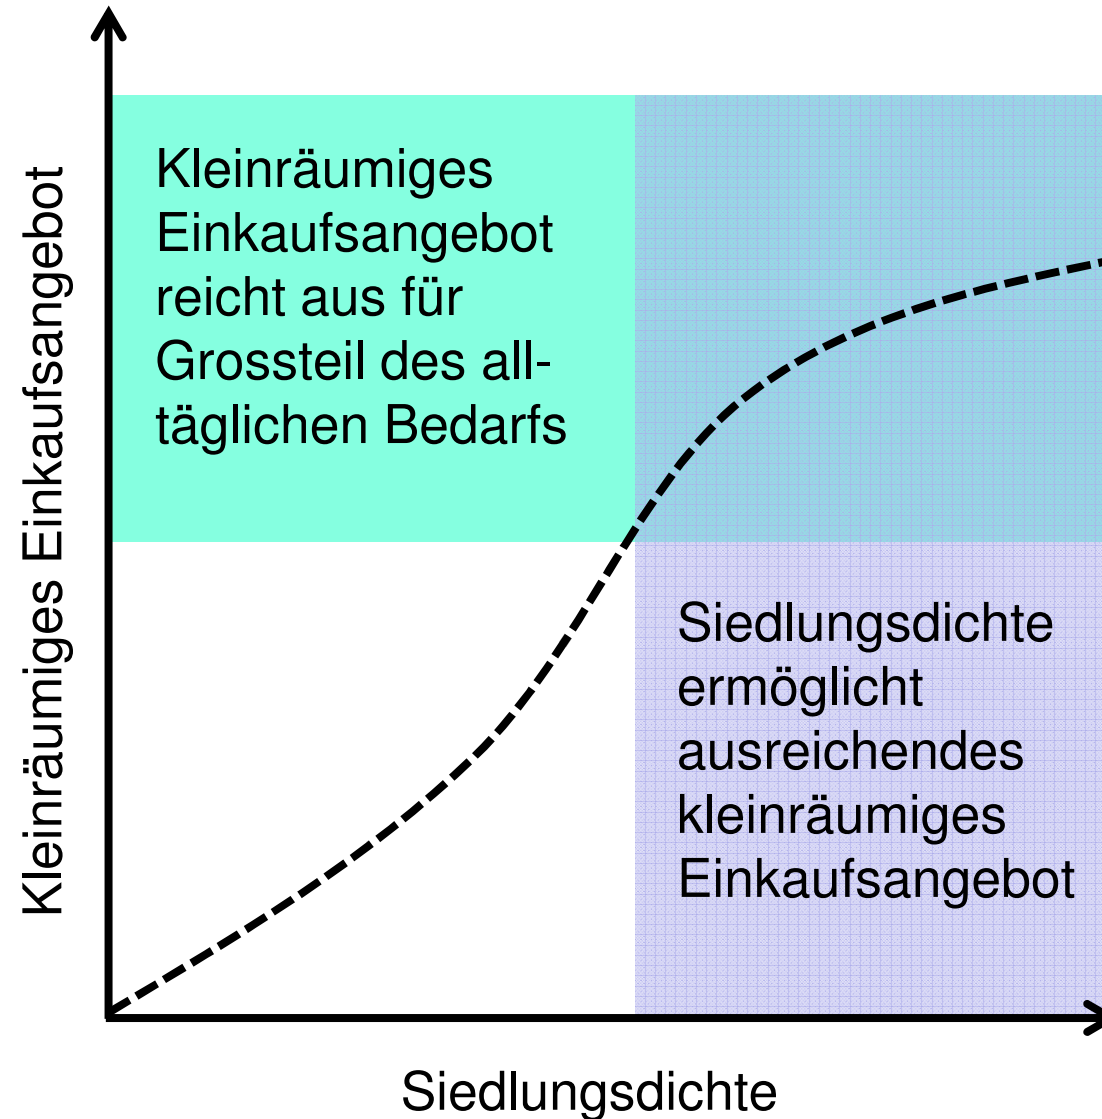 Kleinräumiges Einkaufsangebot
Kleinräumiges
Einkaufsangebot
reicht aus für
Grossteil des all-
täglichen Bedarfs
Siedlungsdichte
ermöglicht
ausreichendes
kleinräumiges
Einkaufsangebot
Siedlungsdichte